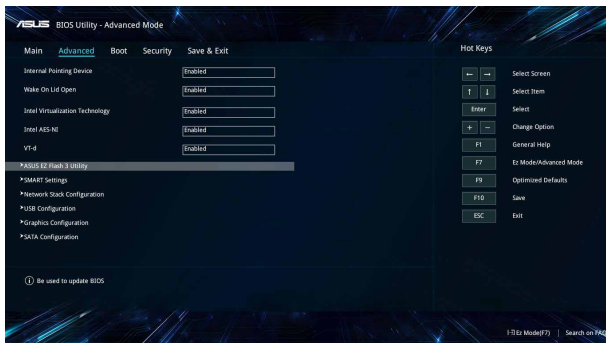 ASUS BIOS Utility - Advanced Mode
Main Advanced Boot Security Save & Exit
Internal Pointing Device Enabled
Wake On Lid Open Enabled
Intel Virtualization Technology Enabled
Intel AES-NI Enabled
VT-d Enabled
>ASUS EZ Flash 3 Utility
>SMART Settings
>Network Stack Configuration
>USB Configuration
>Graphics Configuration
>SATA Configuration
i Be used to update BIOS
Hot Keys
← → Select Screen
↑ ↓ Select Item
Enter Select
+ - Change Option
F1 General Help
F7 Ez Mode/Advanced Mode
F9 Optimized Defaults
F10 Save
ESC Exit
Ez Mode(F7) | Search on FAQ